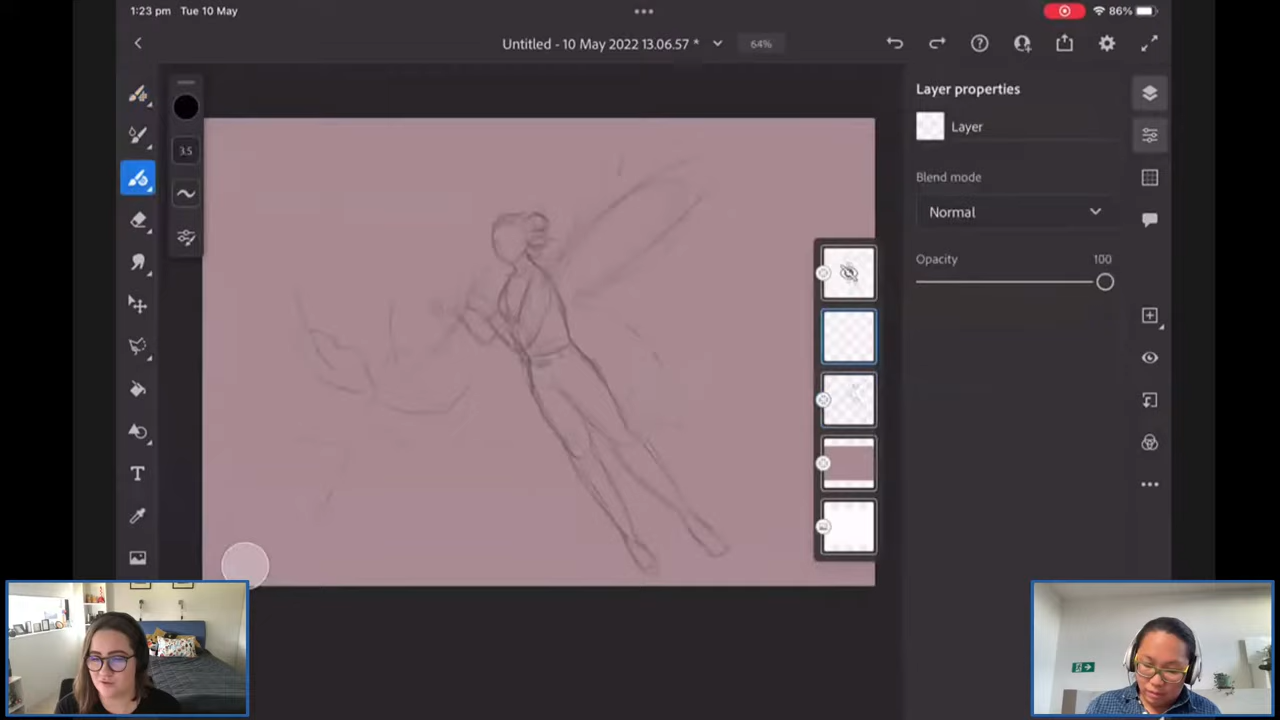 1:23 pm Tue 10 May
86%
Untitled - 10 May 2022 13.06.57 *
64%
Layer properties
3.5
Layer
Blend mode
Normal
Opacity 100
T